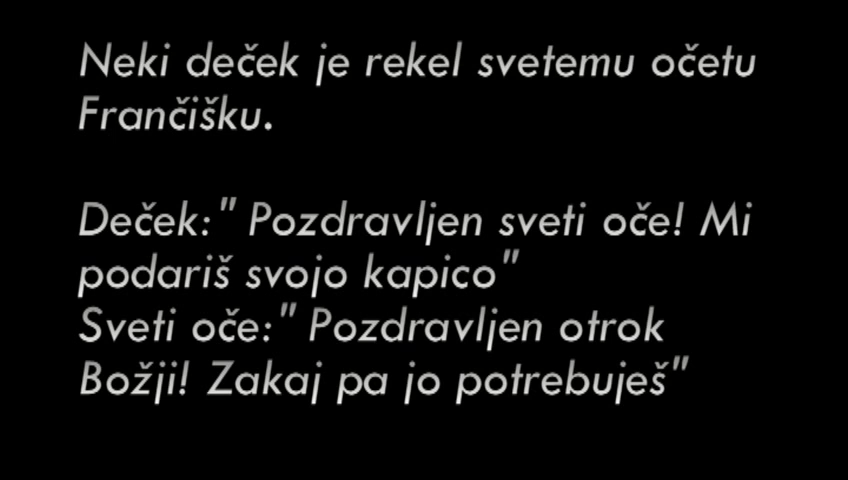 Neki deček je rekel svetemu očetu
Frančišku.
Deček:" Pozdravljen sveti oče! Mi
podariš svojo kapico"
Sveti oče:" Pozdravljen otrok
Božji! Zakaj pa jo potrebuješ"